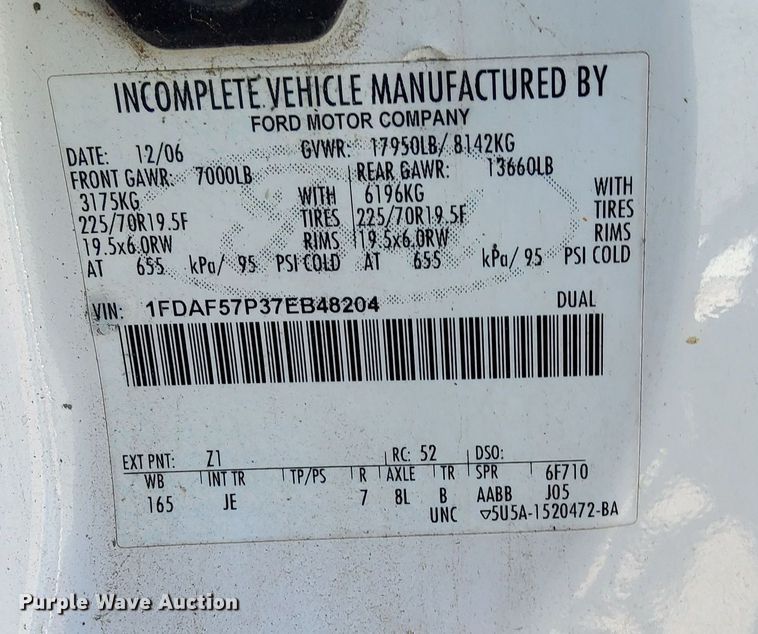 INCOMPLETE VEHICLE MANUFACTURED BY
FORD MOTOR COMPANY
DATE: 12/06 GVWR: 17950LB/ 8142KG
FRONT GAWR: 7000LB REAR GAWR: 13660LB
3175KG WITH 6196KG WITH
225/70R19.5F TIRES 225/70R19.5F TIRES
19.5x6.0RW RIMS 19.5x6.0RW RIMS
AT 655 kPa/ 95 PSI COLD AT 655 kPa/ 95 PSI COLD
VIN: 1FDAF57P37EB48204 DUAL
EXT PNT: Z1 RC: 52 DSO:
WB INT TR TP/PS R AXLE TR SPR 6F710
165 JE 7 8L B AABB J05
UNC ▽5U5A-1520472-BA
Purple Wave Auction